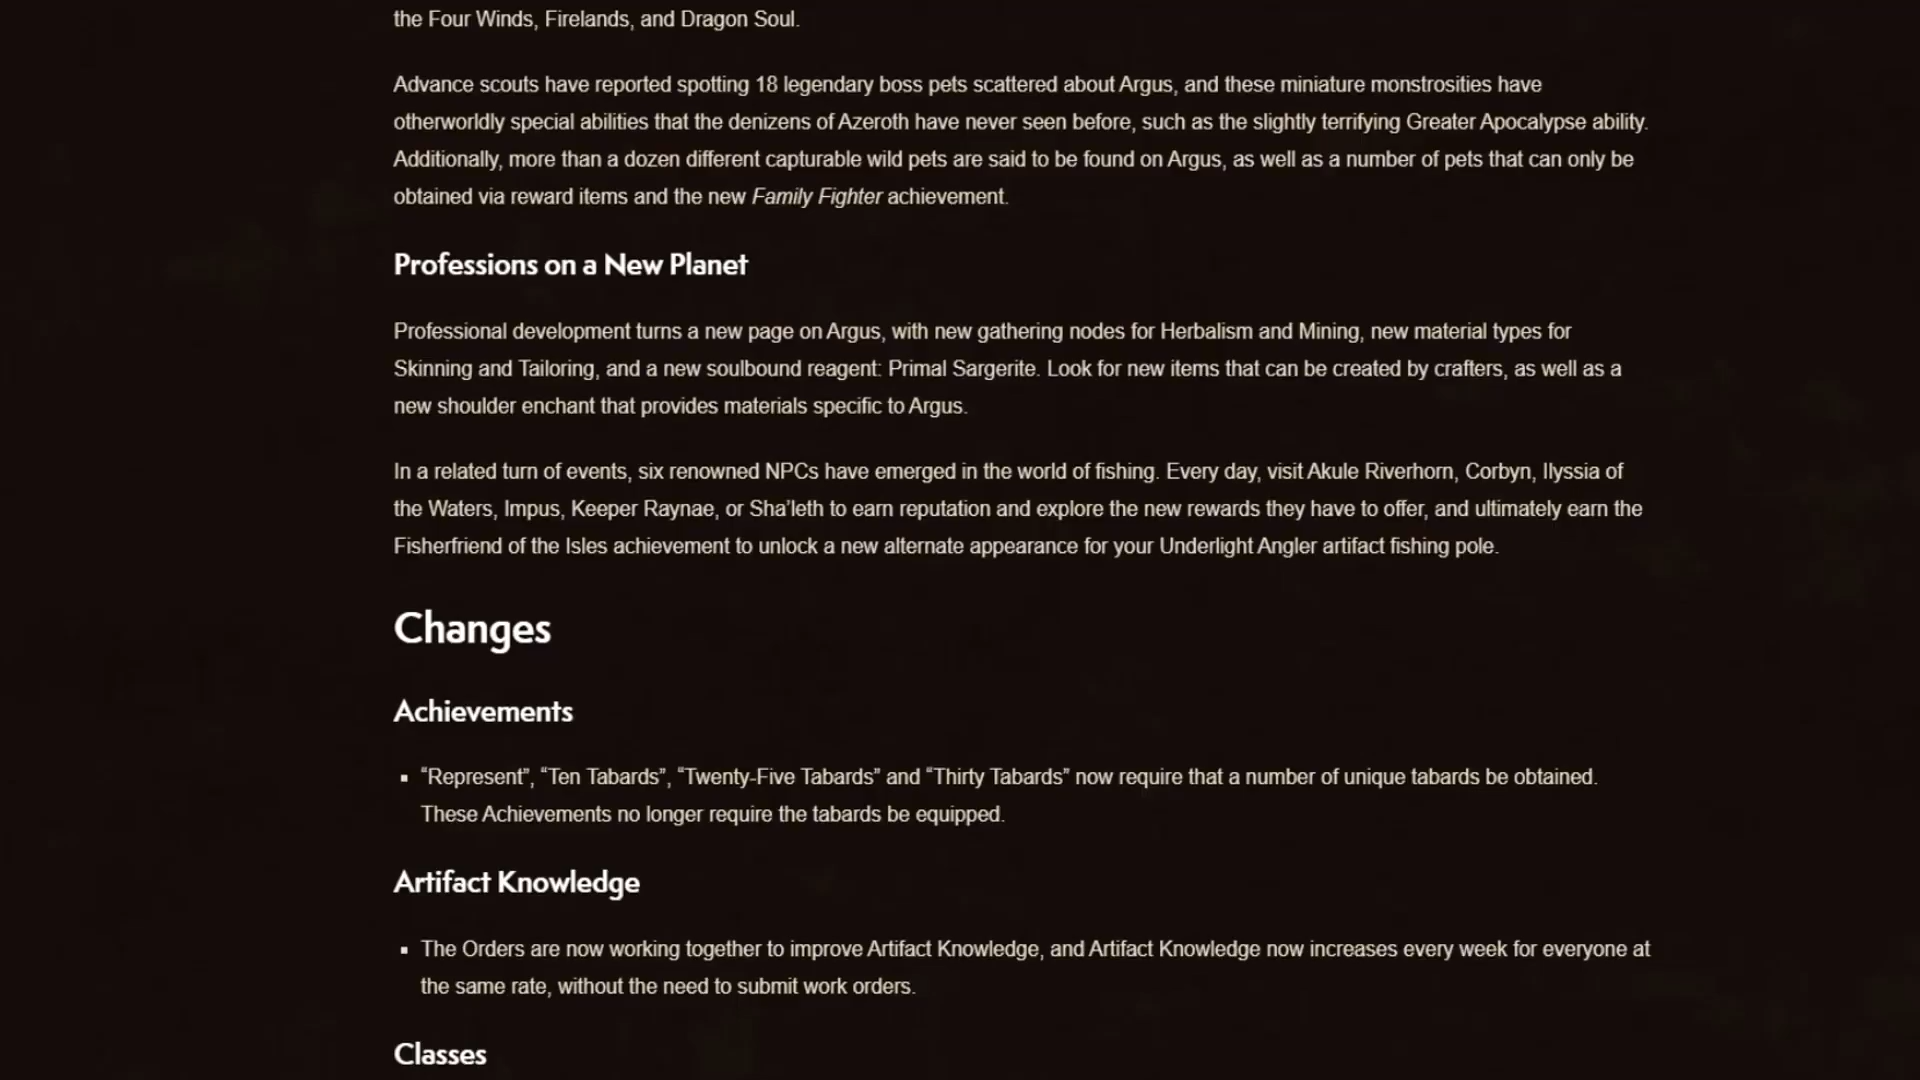 the Four Winds, Firelands, and Dragon Soul.
Advance scouts have reported spotting 18 legendary boss pets scattered about Argus, and these miniature monstrosities have
otherworldly special abilities that the denizens of Azeroth have never seen before, such as the slightly terrifying Greater Apocalypse ability.
Additionally, more than a dozen different capturable wild pets are said to be found on Argus, as well as a number of pets that can only be
obtained via reward items and the new Family Fighter achievement.
Professions on a New Planet
Professional development turns a new page on Argus, with new gathering nodes for Herbalism and Mining, new material types for
Skinning and Tailoring, and a new soulbound reagent: Primal Sargerite. Look for new items that can be created by crafters, as well as a
new shoulder enchant that provides materials specific to Argus.
In a related turn of events, six renowned NPCs have emerged in the world of fishing. Every day, visit Akule Riverhorn, Corbyn, Ilyssia of
the Waters, Impus, Keeper Raynae, or Sha’leth to earn reputation and explore the new rewards they have to offer, and ultimately earn the
Fisherfriend of the Isles achievement to unlock a new alternate appearance for your Underlight Angler artifact fishing pole.
Changes
Achievements
▪ “Represent”, “Ten Tabards”, “Twenty-Five Tabards” and “Thirty Tabards” now require that a number of unique tabards be obtained.
These Achievements no longer require the tabards be equipped.
Artifact Knowledge
▪ The Orders are now working together to improve Artifact Knowledge, and Artifact Knowledge now increases every week for everyone at
the same rate, without the need to submit work orders.
Classes